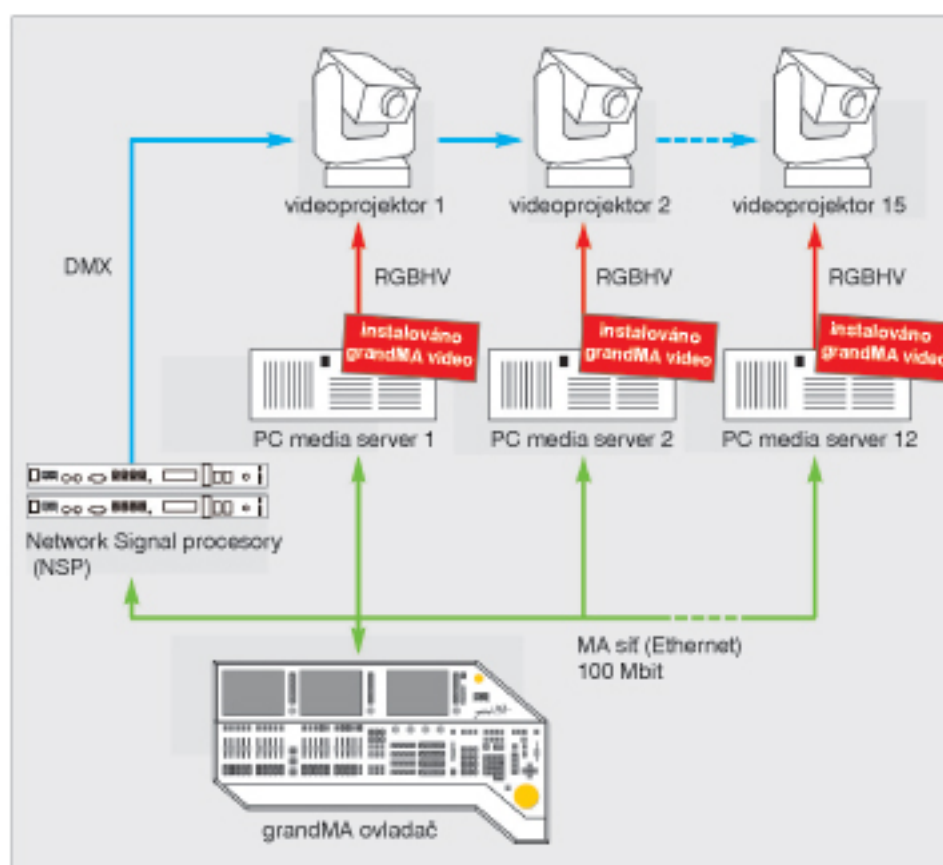 videoprojektor 1
videoprojektor 2
videoprojektor 15
DMX
RGBHV
RGBHV
RGBHV
instalováno
grandMA video
instalováno
grandMA video
instalováno
grandMA video
PC media server 1
PC media server 2
PC media server 12
Network Signal procesory
(NSP)
MA síť (Ethernet)
100 Mbit
grandMA ovladač